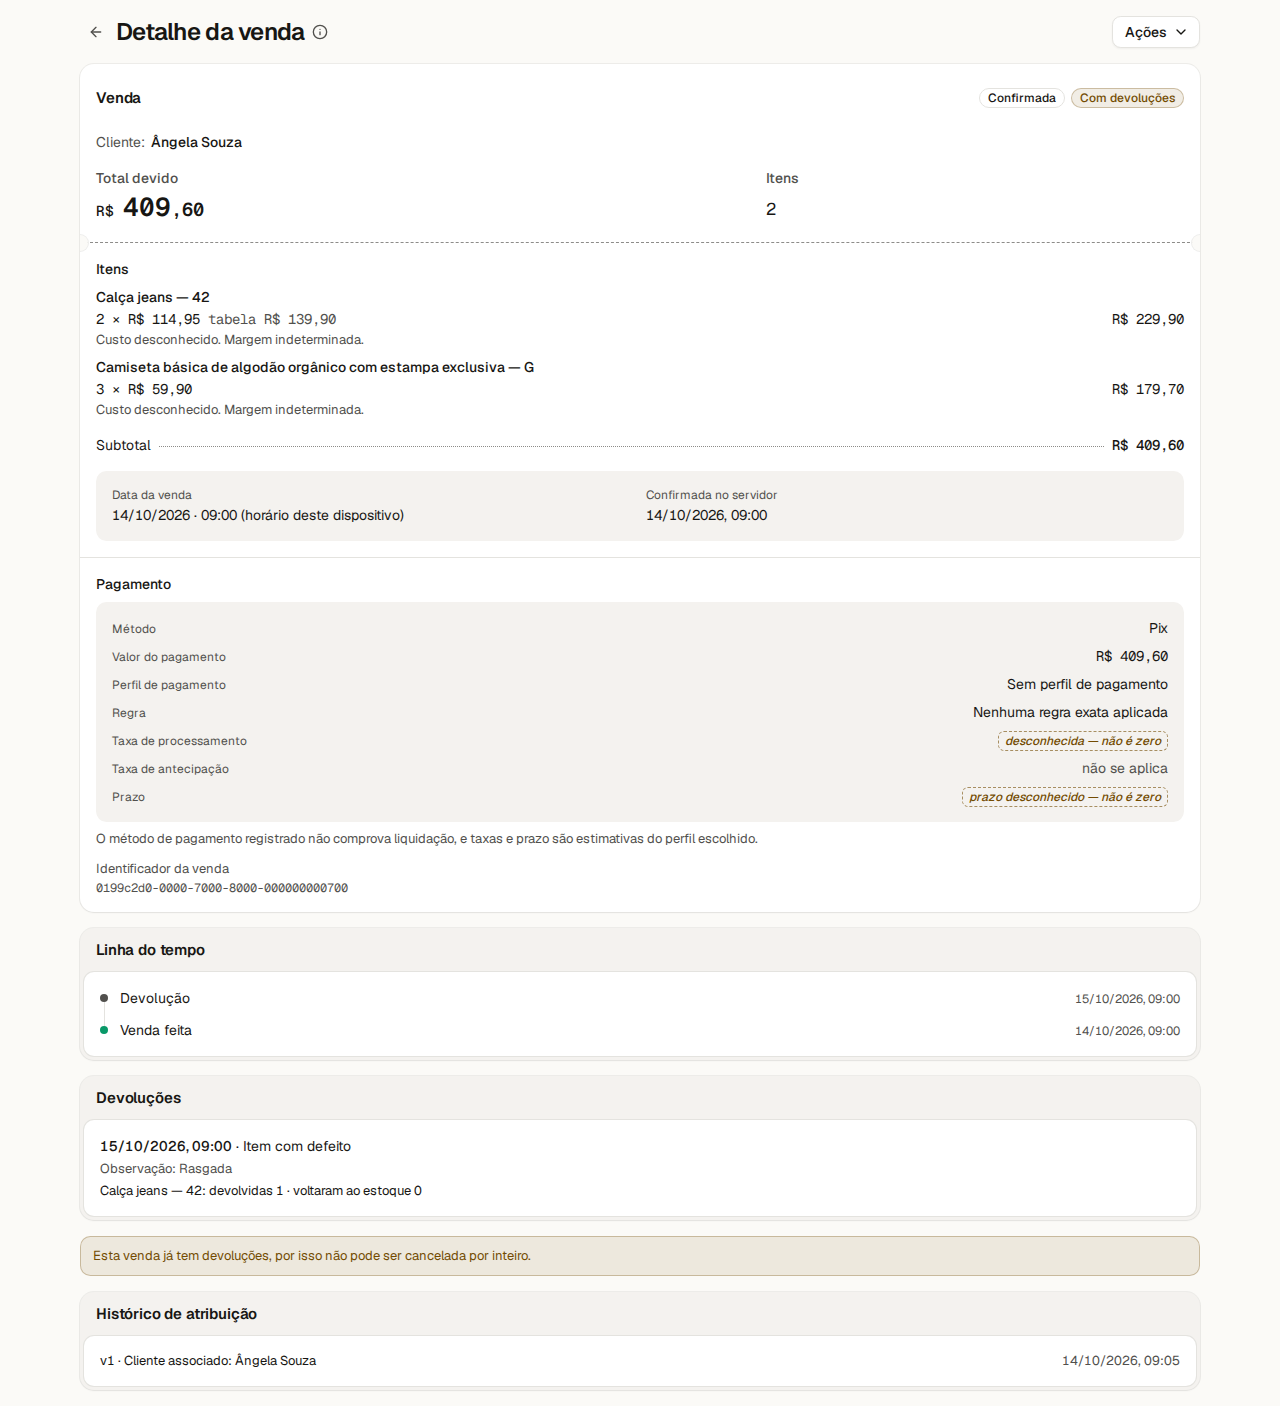 Detalhe da venda
Ações
Venda
Confirmada
Com devoluções
Cliente: Ângela Souza
Total devido
Itens
R$ 409,60
2
Itens
Calça jeans — 42
2 × R$ 114,95 tabela R$ 139,90
R$ 229,90
Custo desconhecido. Margem indeterminada.
Camiseta básica de algodão orgânico com estampa exclusiva — G
3 × R$ 59,90
R$ 179,70
Custo desconhecido. Margem indeterminada.
Subtotal
R$ 409,60
Data da venda
Confirmada no servidor
14/10/2026 · 09:00 (horário deste dispositivo)
14/10/2026, 09:00
Pagamento
Método
Pix
Valor do pagamento
R$ 409,60
Perfil de pagamento
Sem perfil de pagamento
Regra
Nenhuma regra exata aplicada
Taxa de processamento
desconhecida — não é zero
Taxa de antecipação
não se aplica
Prazo
prazo desconhecido — não é zero
O método de pagamento registrado não comprova liquidação, e taxas e prazo são estimativas do perfil escolhido.
Identificador da venda
0199c2d0-0000-7000-8000-000000000700
Linha do tempo
Devolução
15/10/2026, 09:00
Venda feita
14/10/2026, 09:00
Devoluções
15/10/2026, 09:00 · Item com defeito
Observação: Rasgada
Calça jeans — 42: devolvidas 1 · voltaram ao estoque 0
Esta venda já tem devoluções, por isso não pode ser cancelada por inteiro.
Histórico de atribuição
v1 · Cliente associado: Ângela Souza
14/10/2026, 09:05